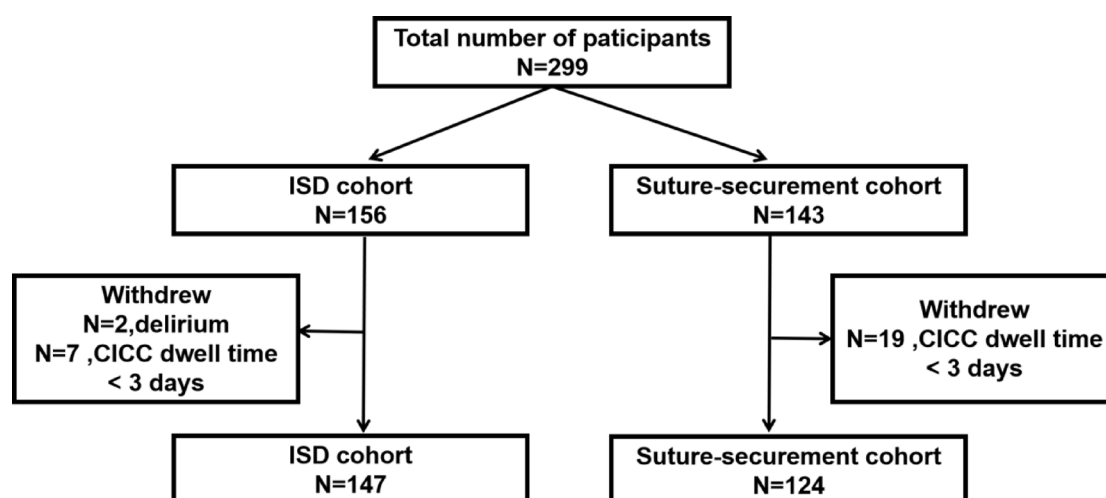 Total number of paticipants
N=299
ISD cohort
N=156
Suture-securement cohort
N=143
Withdrew
N=2,delirium
N=7 ,CICC dwell time
< 3 days
Withdrew
N=19 ,CICC dwell time
< 3 days
ISD cohort
N=147
Suture-securement cohort
N=124